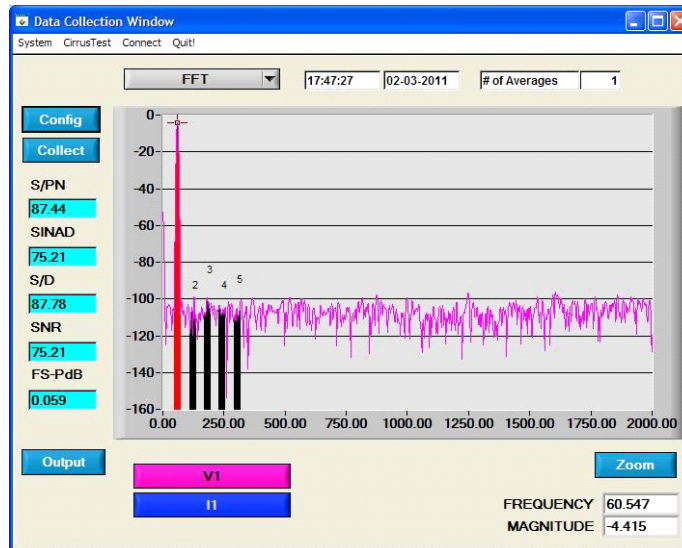 Data Collection Window
System CirrusTest Connect Quit!
FFT 17:47:27 02-03-2011 # of Averages 1
Config
Collect
S/PN
87.44
SINAD
75.21
S/D
87.78
SNR
75.21
FS-PdB
0.059
Output
0-
-20-
-40-
-60-
-80-
-100-
-120-
-140-
-160-
2 3 4 5
0.00 250.00 500.00 750.00 1000.00 1250.00 1500.00 1750.00 2000.00
V1
I1
Zoom
FREQUENCY 60.547
MAGNITUDE -4.415